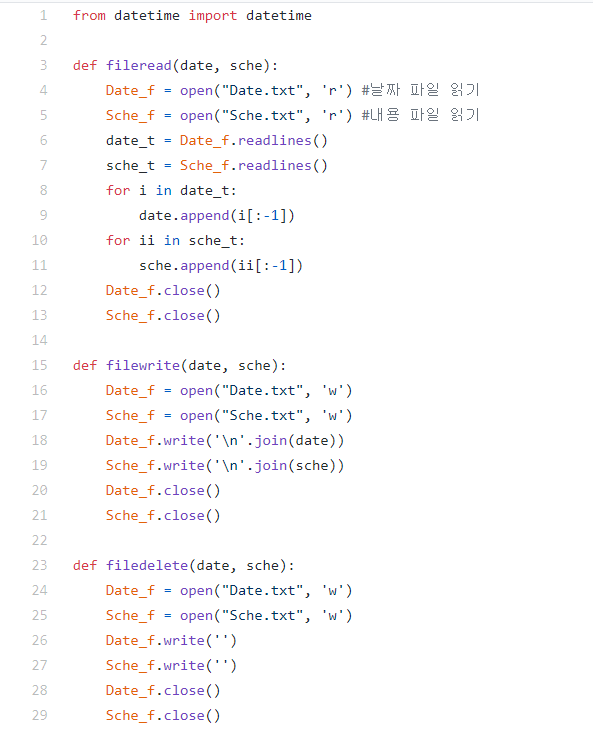 1 from datetime import datetime
2
3 def fileread(date, sche):
4     Date_f = open("Date.txt", 'r') #날짜 파일 읽기
5     Sche_f = open("Sche.txt", 'r') #내용 파일 읽기
6     date_t = Date_f.readlines()
7     sche_t = Sche_f.readlines()
8     for i in date_t:
9         date.append(i[:-1])
10     for ii in sche_t:
11         sche.append(ii[:-1])
12     Date_f.close()
13     Sche_f.close()
14
15 def filewrite(date, sche):
16     Date_f = open("Date.txt", 'w')
17     Sche_f = open("Sche.txt", 'w')
18     Date_f.write('\n'.join(date))
19     Sche_f.write('\n'.join(sche))
20     Date_f.close()
21     Sche_f.close()
22
23 def filedelete(date, sche):
24     Date_f = open("Date.txt", 'w')
25     Sche_f = open("Sche.txt", 'w')
26     Date_f.write('')
27     Sche_f.write('')
28     Date_f.close()
29     Sche_f.close()